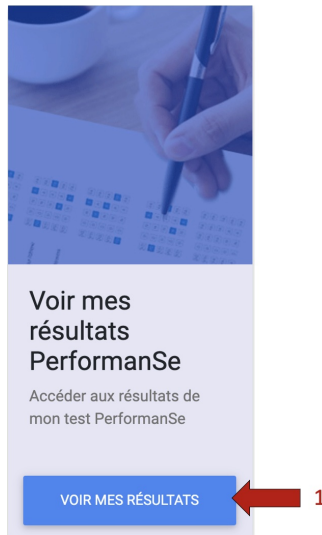 Voir mes
résultats
PerformanSe
Accéder aux résultats de
mon test PerformanSe
VOIR MES RÉSULTATS
1